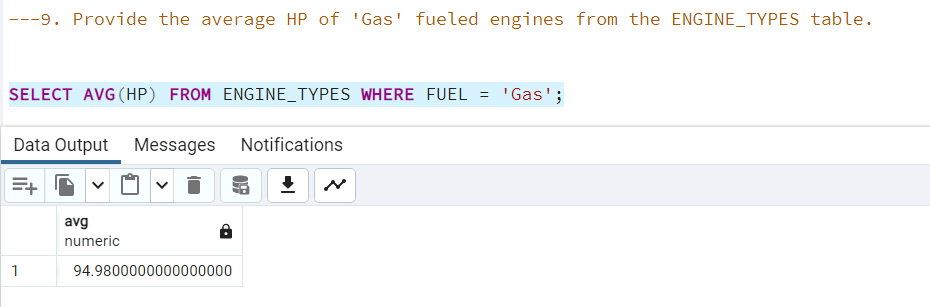 ---9. Provide the average HP of 'Gas' fueled engines from the ENGINE_TYPES table.
SELECT AVG(HP) FROM ENGINE_TYPES WHERE FUEL = 'Gas';
Data Output Messages Notifications
avg
numeric
1 94.9800000000000000